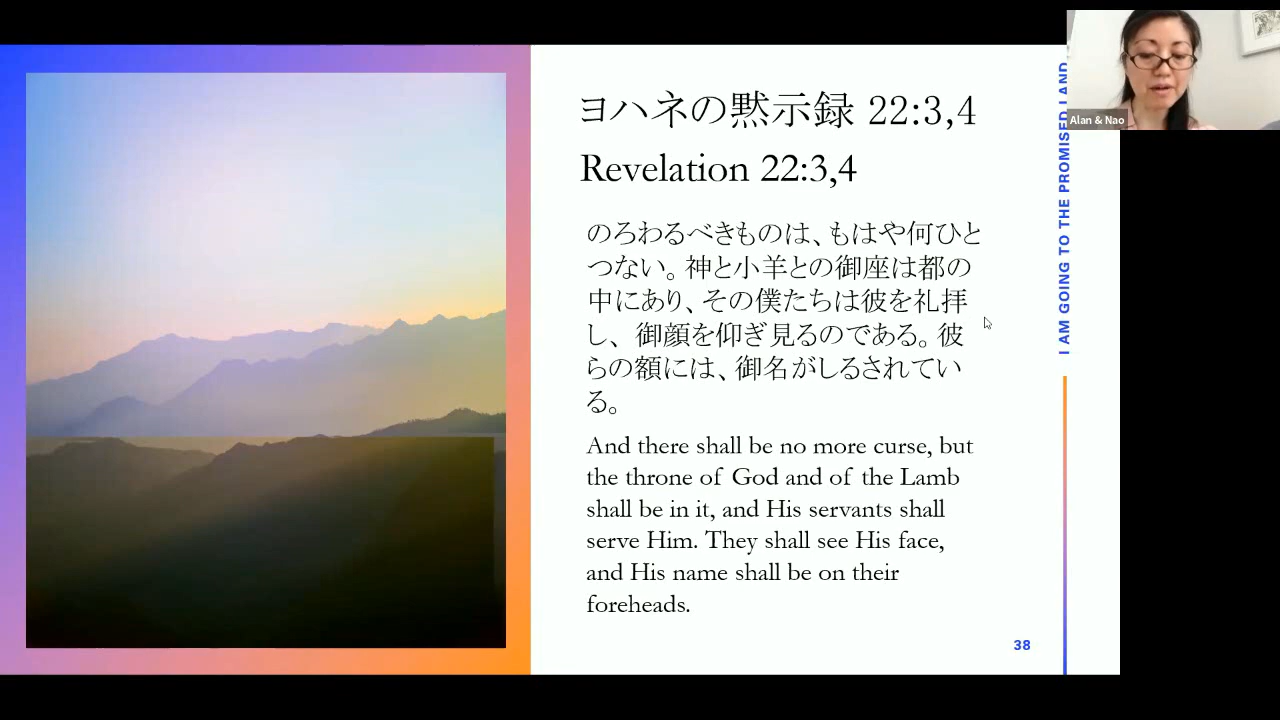 ヨハネの黙示録 22:3,4
Revelation 22:3,4
のろわるべきものは、もはや何ひと
つない。神と小羊との御座は都の
中にあり、その僕たちは彼を礼拝
し、御顔を仰ぎ見るのである。彼
らの額には、御名がしるされてい
る。
And there shall be no more curse, but
the throne of God and of the Lamb
shall be in it, and His servants shall
serve Him. They shall see His face,
and His name shall be on their
foreheads.
38
I AM GOING TO THE PROMISED LAND
Alan & Nao